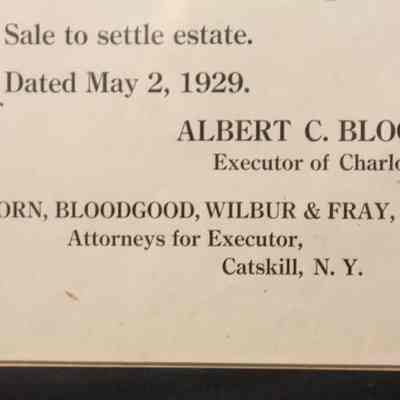 Sale to settle estate.
Dated May 2, 1929.
ALBERT C. BLOO
Executor of Charlo
ORN, BLOODGOOD, WILBUR & FRAY,
Attorneys for Executor,
Catskill, N. Y.